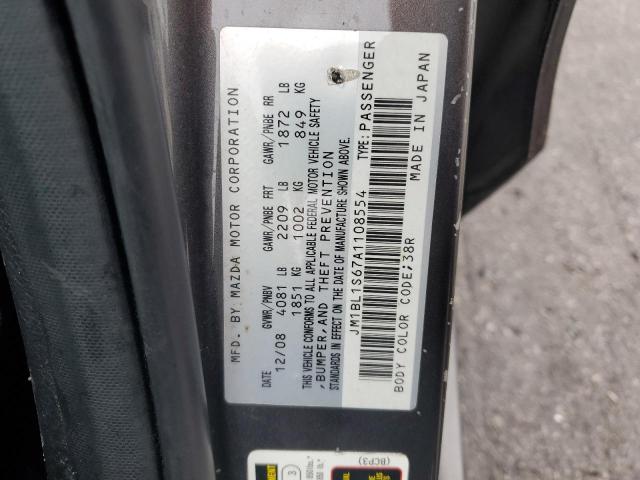 MFD. BY MAZDA MOTOR CORPORATION
DATE GVWR/PNBV GAWR/PNBE FRT GAWR/PNBE RR
12/08 4081 LB 2209 LB 1872 LB
1851 KG 1002 KG 849 KG
THIS VEHICLE CONFORMS TO ALL APPLICABLE FEDERAL MOTOR VEHICLE SAFETY
,BUMPER,AND THEFT PREVENTION
STANDARDS IN EFFECT ON THE DATE OF MANUFACTURE SHOWN ABOVE.
JM1BL1S67A1108554 TYPE:PASSENGER
BODY COLOR CODE;38R MADE IN JAPAN
3
(BCP3)